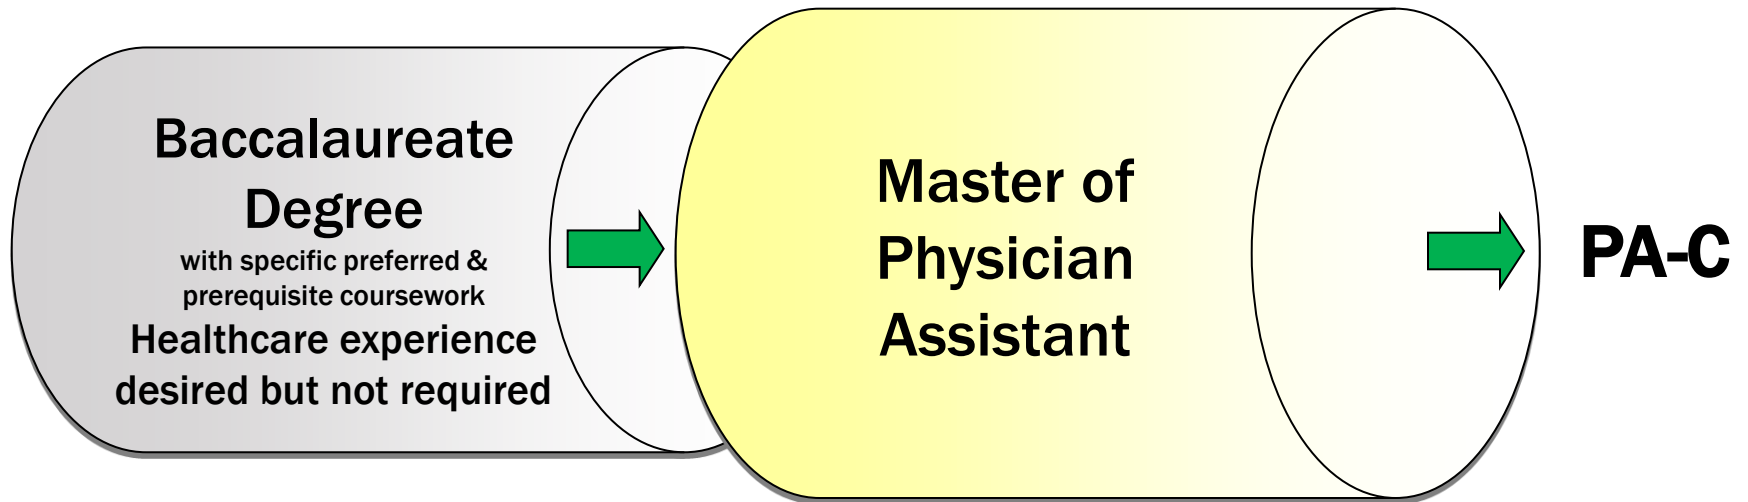 Baccalaureate
Degree
with specific preferred &
prerequisite coursework
Healthcare experience
desired but not required
Master of
Physician
Assistant
PA-C